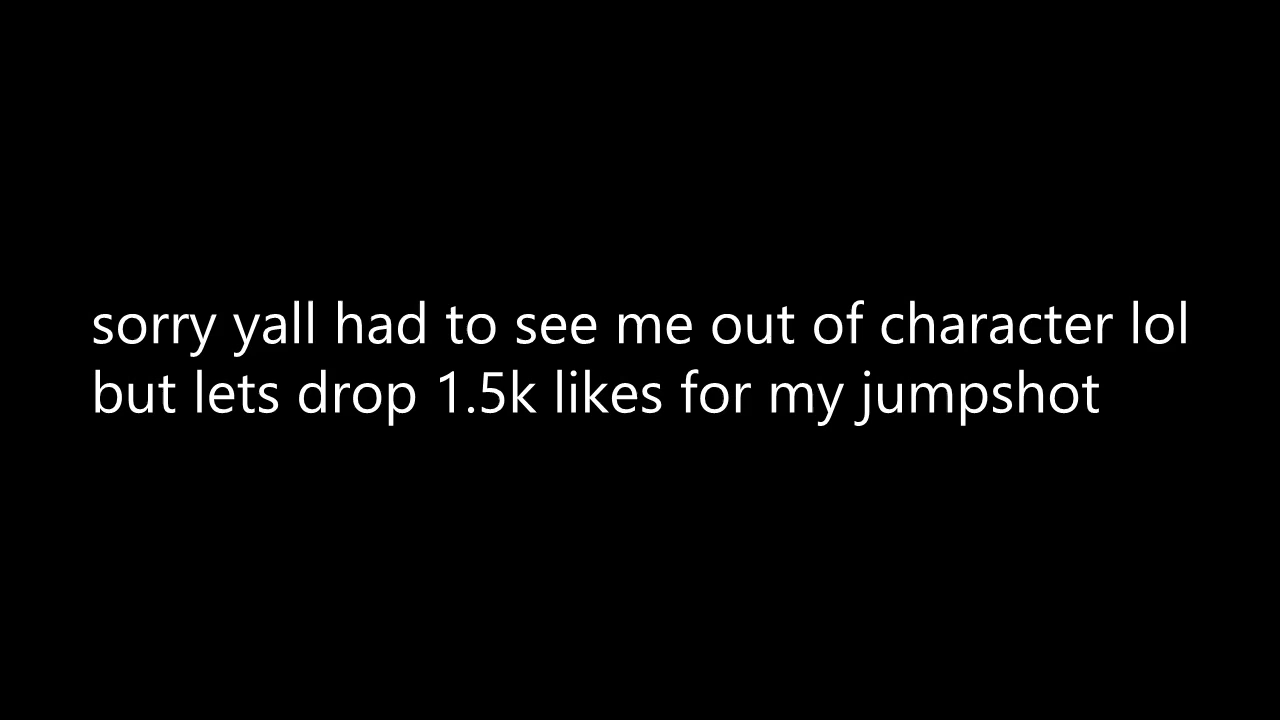 sorry yall had to see me out of character lol
but lets drop 1.5k likes for my jumpshot